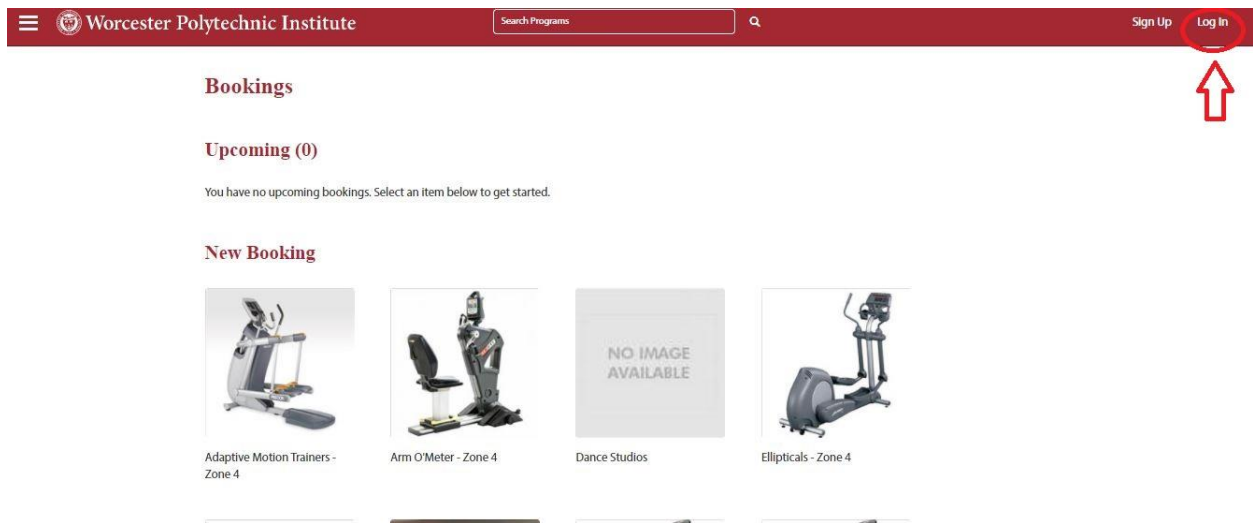 Worcester Polytechnic Institute
Search Programs
Sign Up
Log In
Bookings
Upcoming (0)
You have no upcoming bookings. Select an item below to get started.
New Booking
NO IMAGE
AVAILABLE
Adaptive Motion Trainers -
Zone 4
Arm O'Meter - Zone 4
Dance Studios
Ellipticals - Zone 4